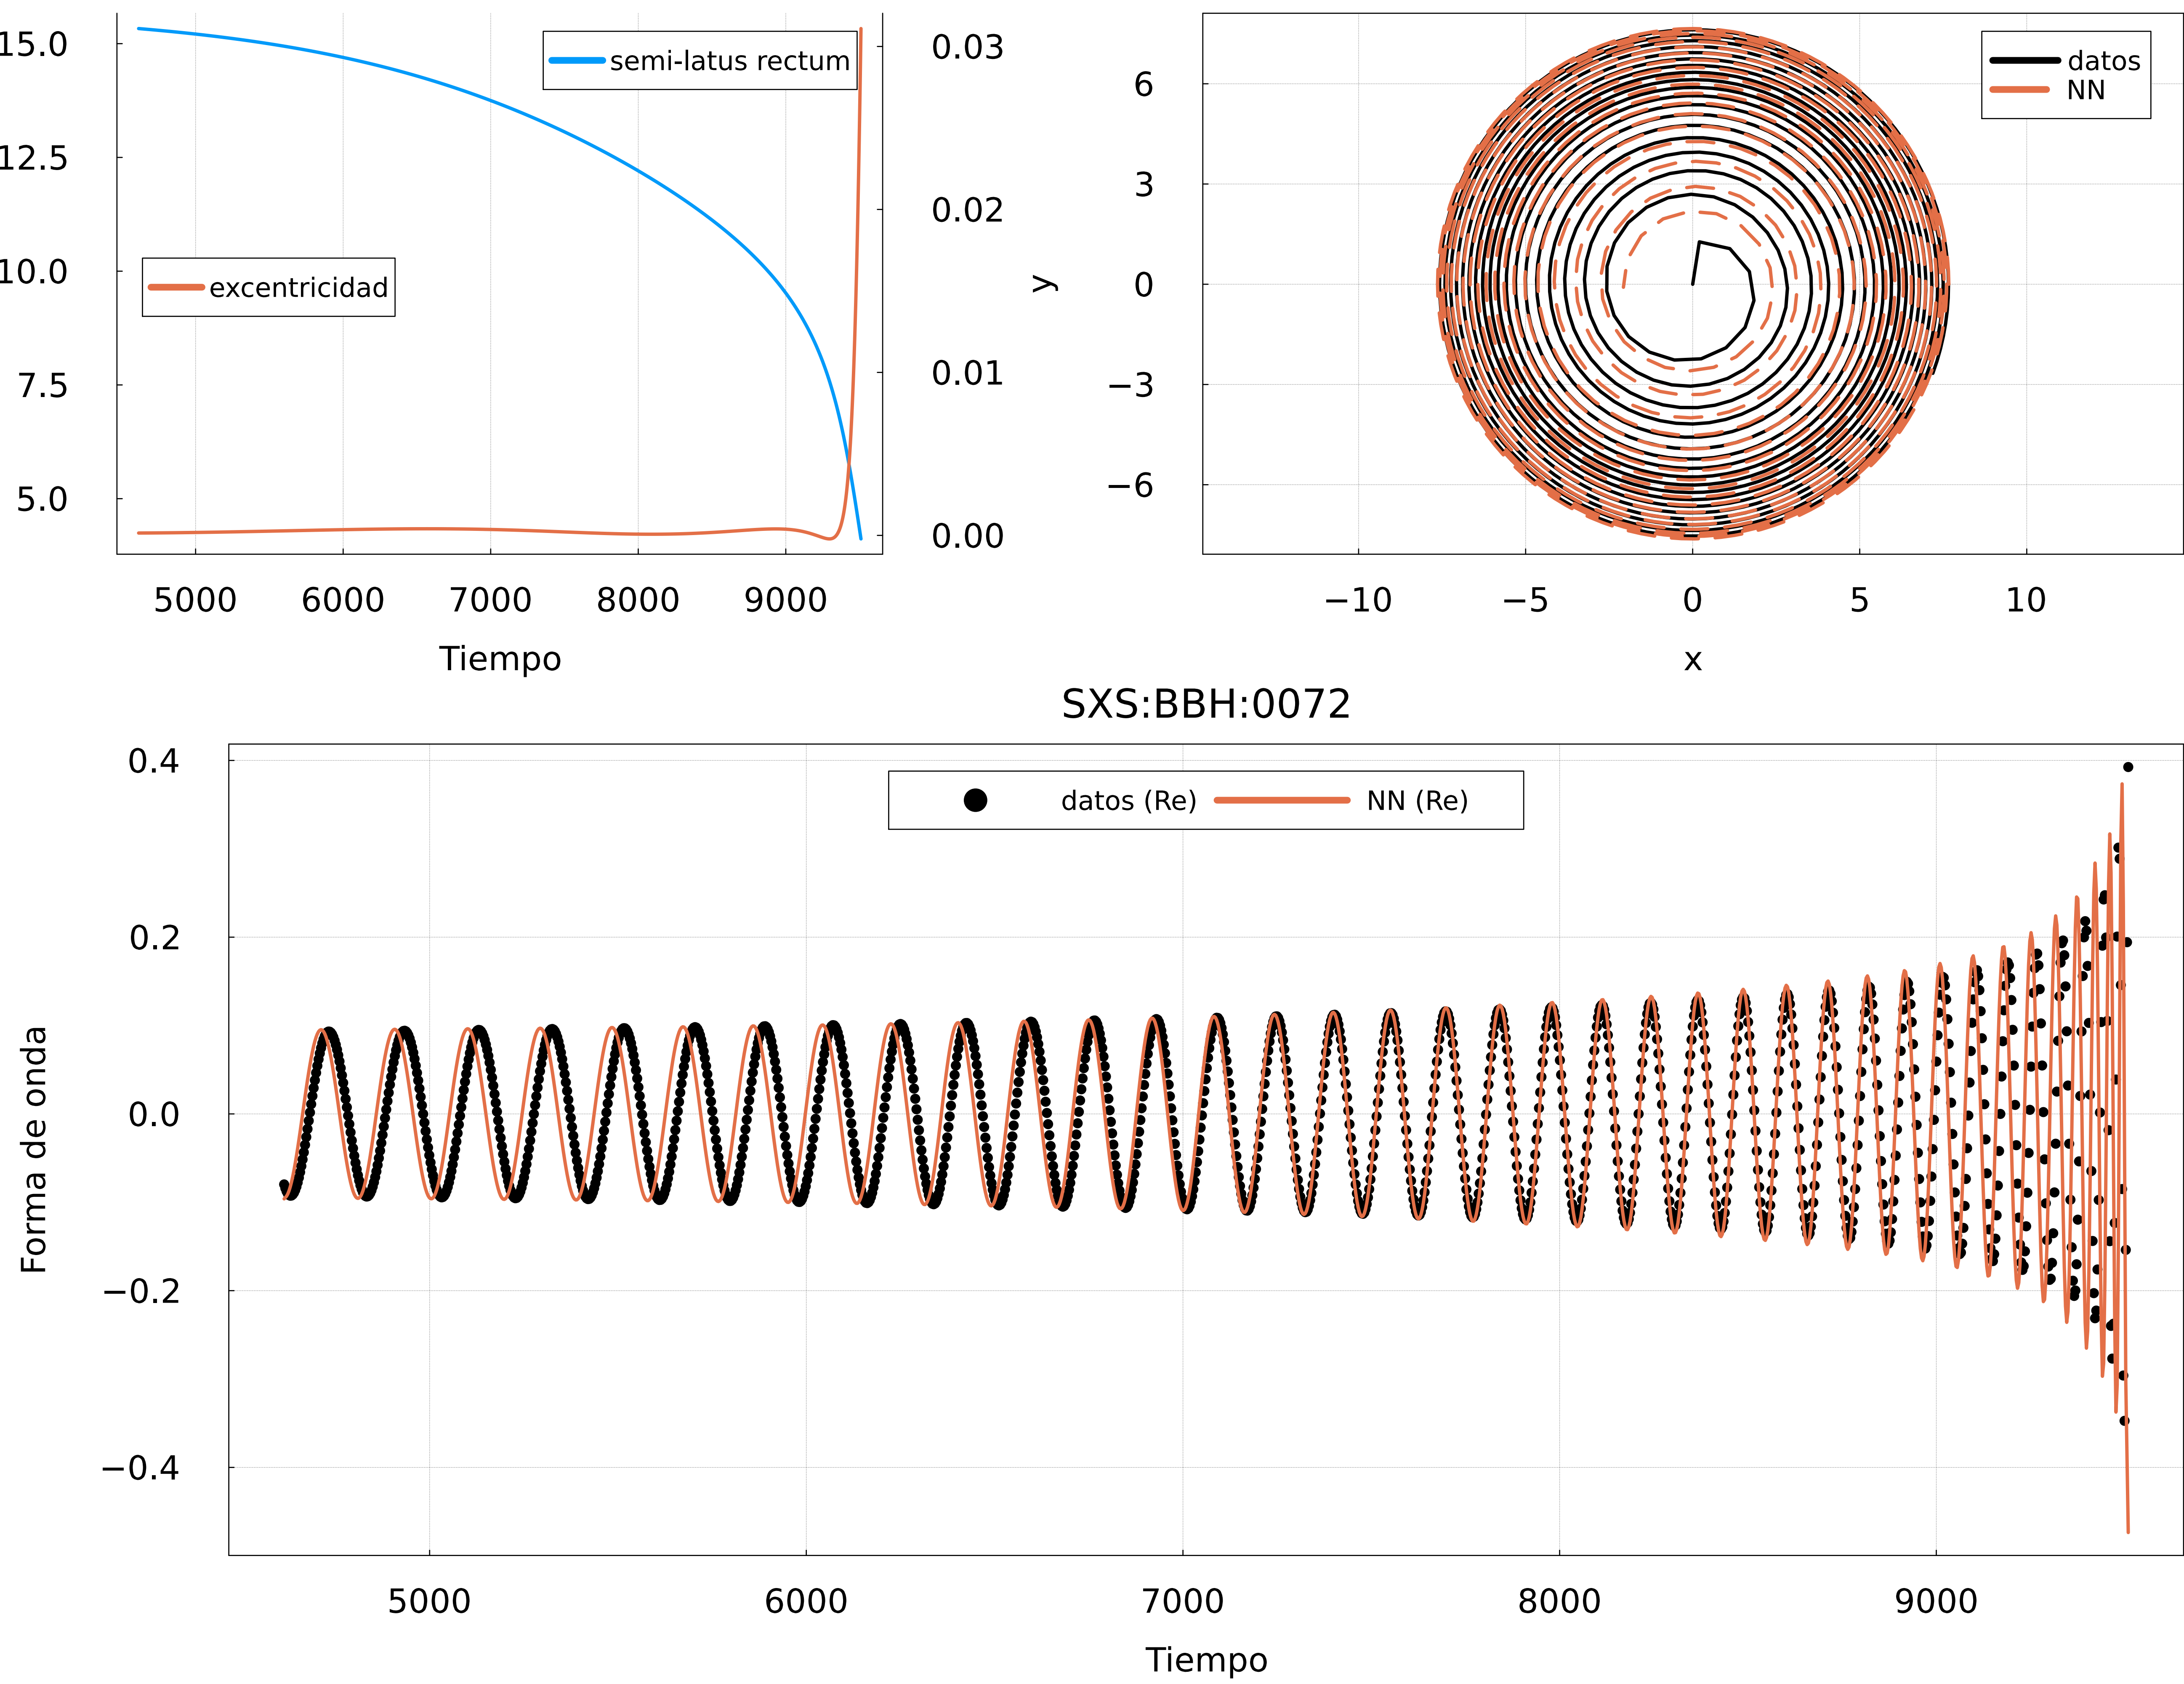 semi-latus rectum
excentricidad
15.0
12.5
10.0
7.5
5.0
0.03
0.02
0.01
0.00
5000 6000 7000 8000 9000
Tiempo
datos
NN
y
6
3
0
−3
−6
−10 −5 0 5 10
x
SXS:BBH:0072
datos (Re) NN (Re)
Forma de onda
0.4
0.2
0.0
−0.2
−0.4
5000 6000 7000 8000 9000
Tiempo